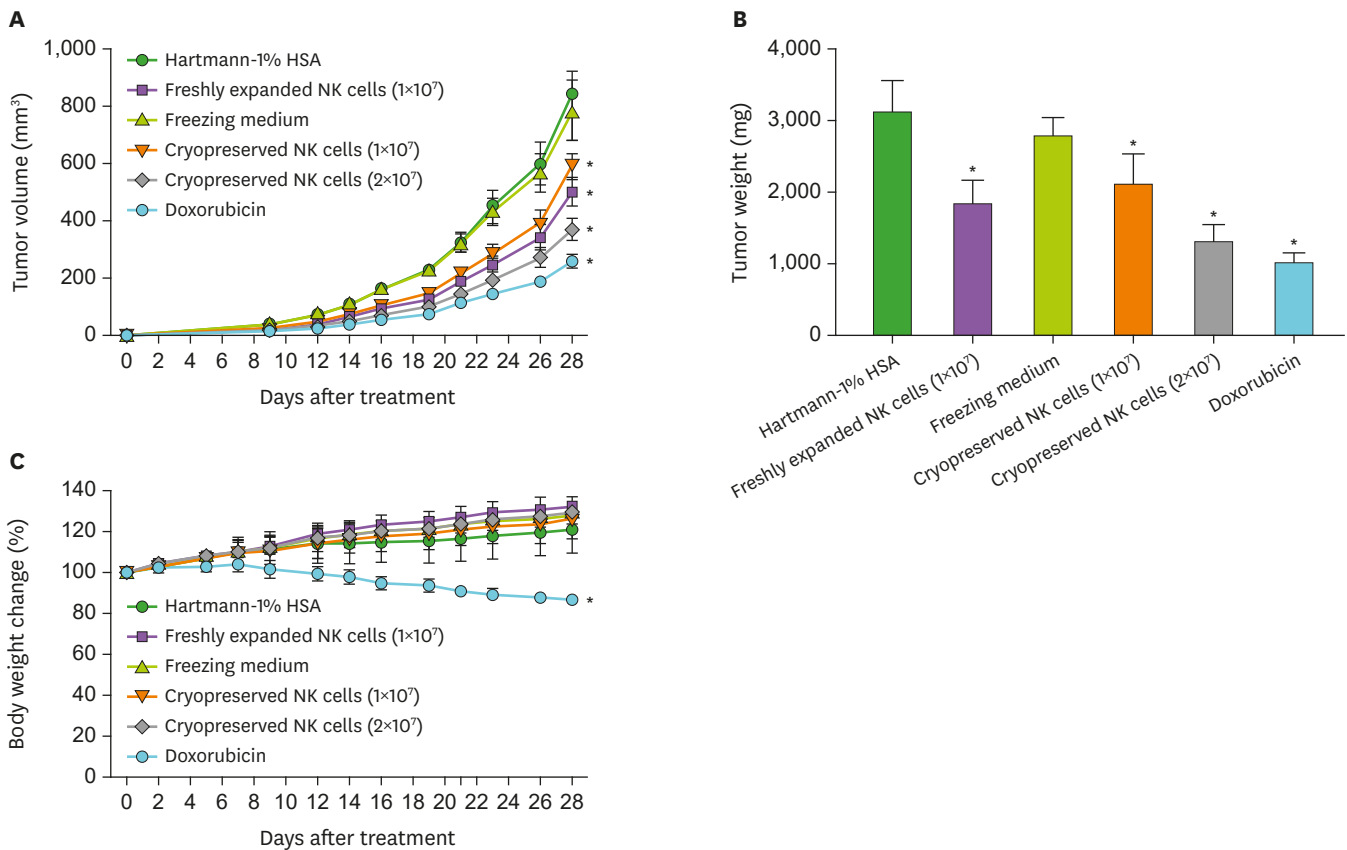 A
Tumor volume (mm³)
1,000
800
600
400
200
0
Hartmann-1% HSA
Freshly expanded NK cells (1×10⁷)
Freezing medium
Cryopreserved NK cells (1×10⁷)
Cryopreserved NK cells (2×10⁷)
Doxorubicin
*
*
*
*
0 2 4 6 8 10 12 14 16 18 20 22 24 26 28
Days after treatment
B
Tumor weight (mg)
4,000
3,000
2,000
1,000
0
*
*
*
*
Hartmann-1% HSA
Freshly expanded NK cells (1×10⁷)
Freezing medium
Cryopreserved NK cells (1×10⁷)
Cryopreserved NK cells (2×10⁷)
Doxorubicin
C
Body weight change (%)
140
120
100
80
60
40
20
0
Hartmann-1% HSA
Freshly expanded NK cells (1×10⁷)
Freezing medium
Cryopreserved NK cells (1×10⁷)
Cryopreserved NK cells (2×10⁷)
Doxorubicin
*
0 2 4 6 8 10 12 14 16 18 20 22 24 26 28
Days after treatment